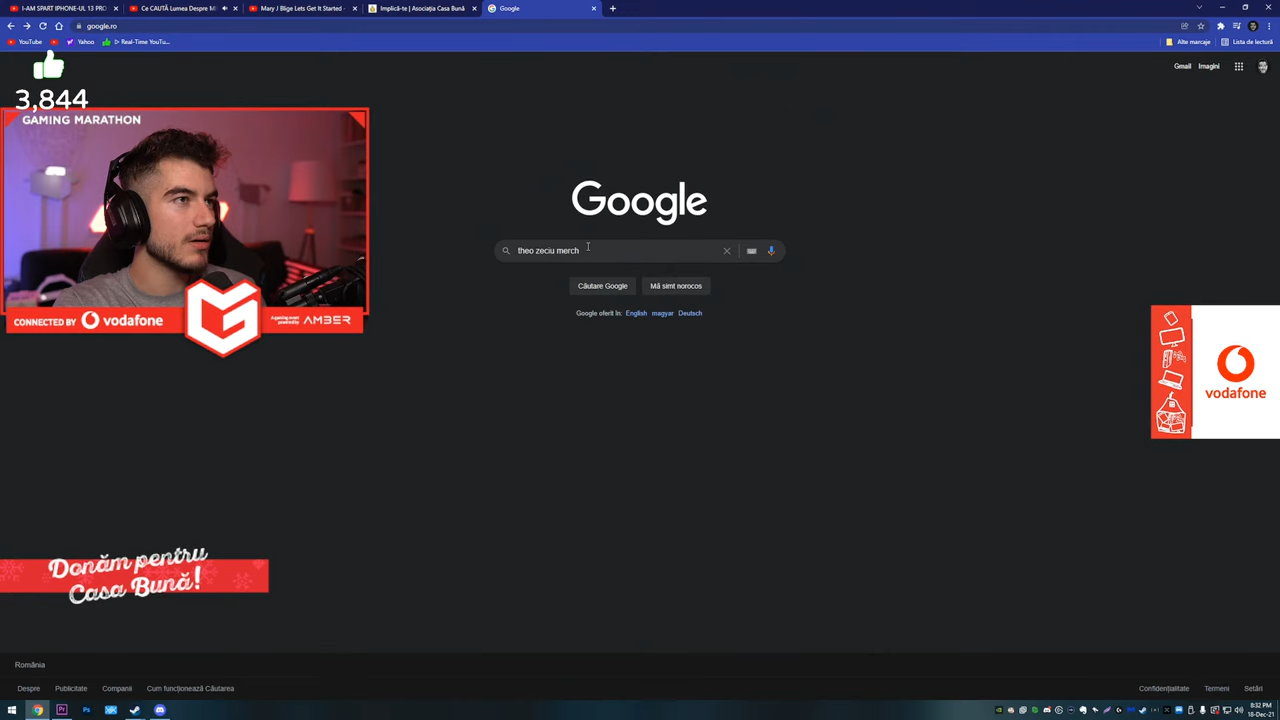 I-AM SPART IPHONE-UL 13 PRO
Ce CAUTĂ Lumea Despre M
Mary J Blige Lets Get It Started -
Implică-te | Asociația Casa Bună
Google
google.ro
YouTube
Yahoo
Real-Time YouTu...
Alte marcaje
Lista de lectură
Gmail
Imagini
3,844
GAMING MARATHON
CONNECTED BY vodafone
A gaming event powered by AMBER
Google
theo zeciu merch
Căutare Google
Mă simt norocos
Google oferit în: English magyar Deutsch
vodafone
Donăm pentru
Casa Bună!
România
Despre
Publicitate
Companii
Cum funcționează Căutarea
Confidențialitate
Termeni
Setări
8:32 PM
18-Dec-21